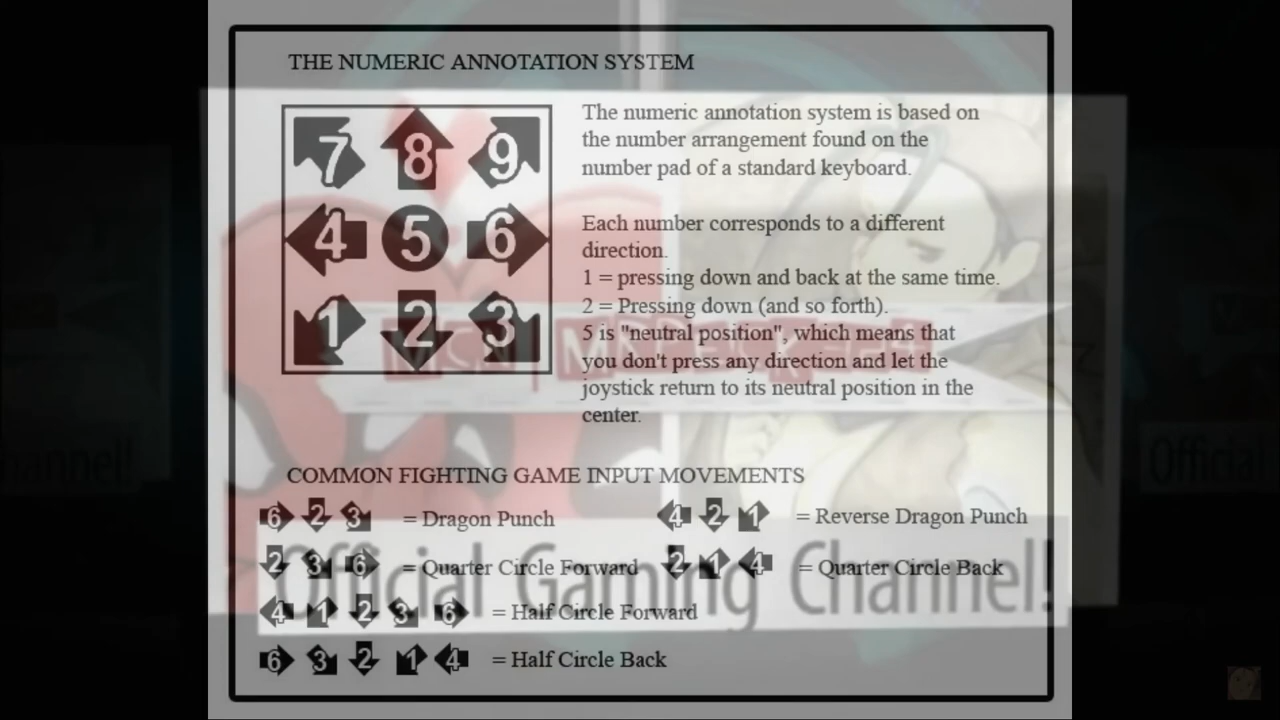 THE NUMERIC ANNOTATION SYSTEM
7 8 9
4 5 6
1 2 3
The numeric annotation system is based on
the number arrangement found on the
number pad of a standard keyboard.
Each number corresponds to a different
direction.
1 = pressing down and back at the same time.
2 = Pressing down (and so forth).
5 is "neutral position", which means that
you don't press any direction and let the
joystick return to its neutral position in the
center.
COMMON FIGHTING GAME INPUT MOVEMENTS
6 2 3 = Dragon Punch
4 2 1 = Reverse Dragon Punch
2 3 6 = Quarter Circle Forward
2 1 4 = Quarter Circle Back
4 1 2 3 6 = Half Circle Forward
6 3 2 1 4 = Half Circle Back
Official Gaming Channel!
hannel!
Official